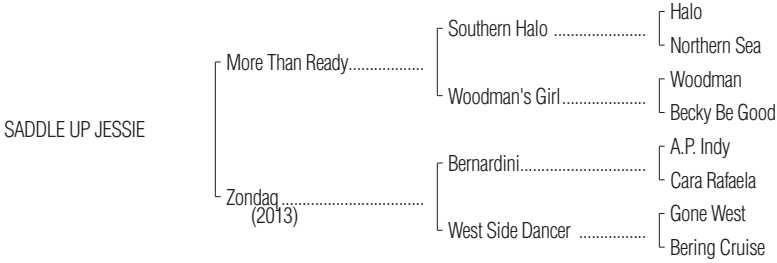 Halo
Southern Halo .....................
Northern Sea
More Than Ready.................
Woodman
Woodman's Girl...................
Becky Be Good
SADDLE UP JESSIE
A.P. Indy
Bernardini.............................
Cara Rafaela
Zondaq ................................
(2013)
Gone West
West Side Dancer ...............
Bering Cruise